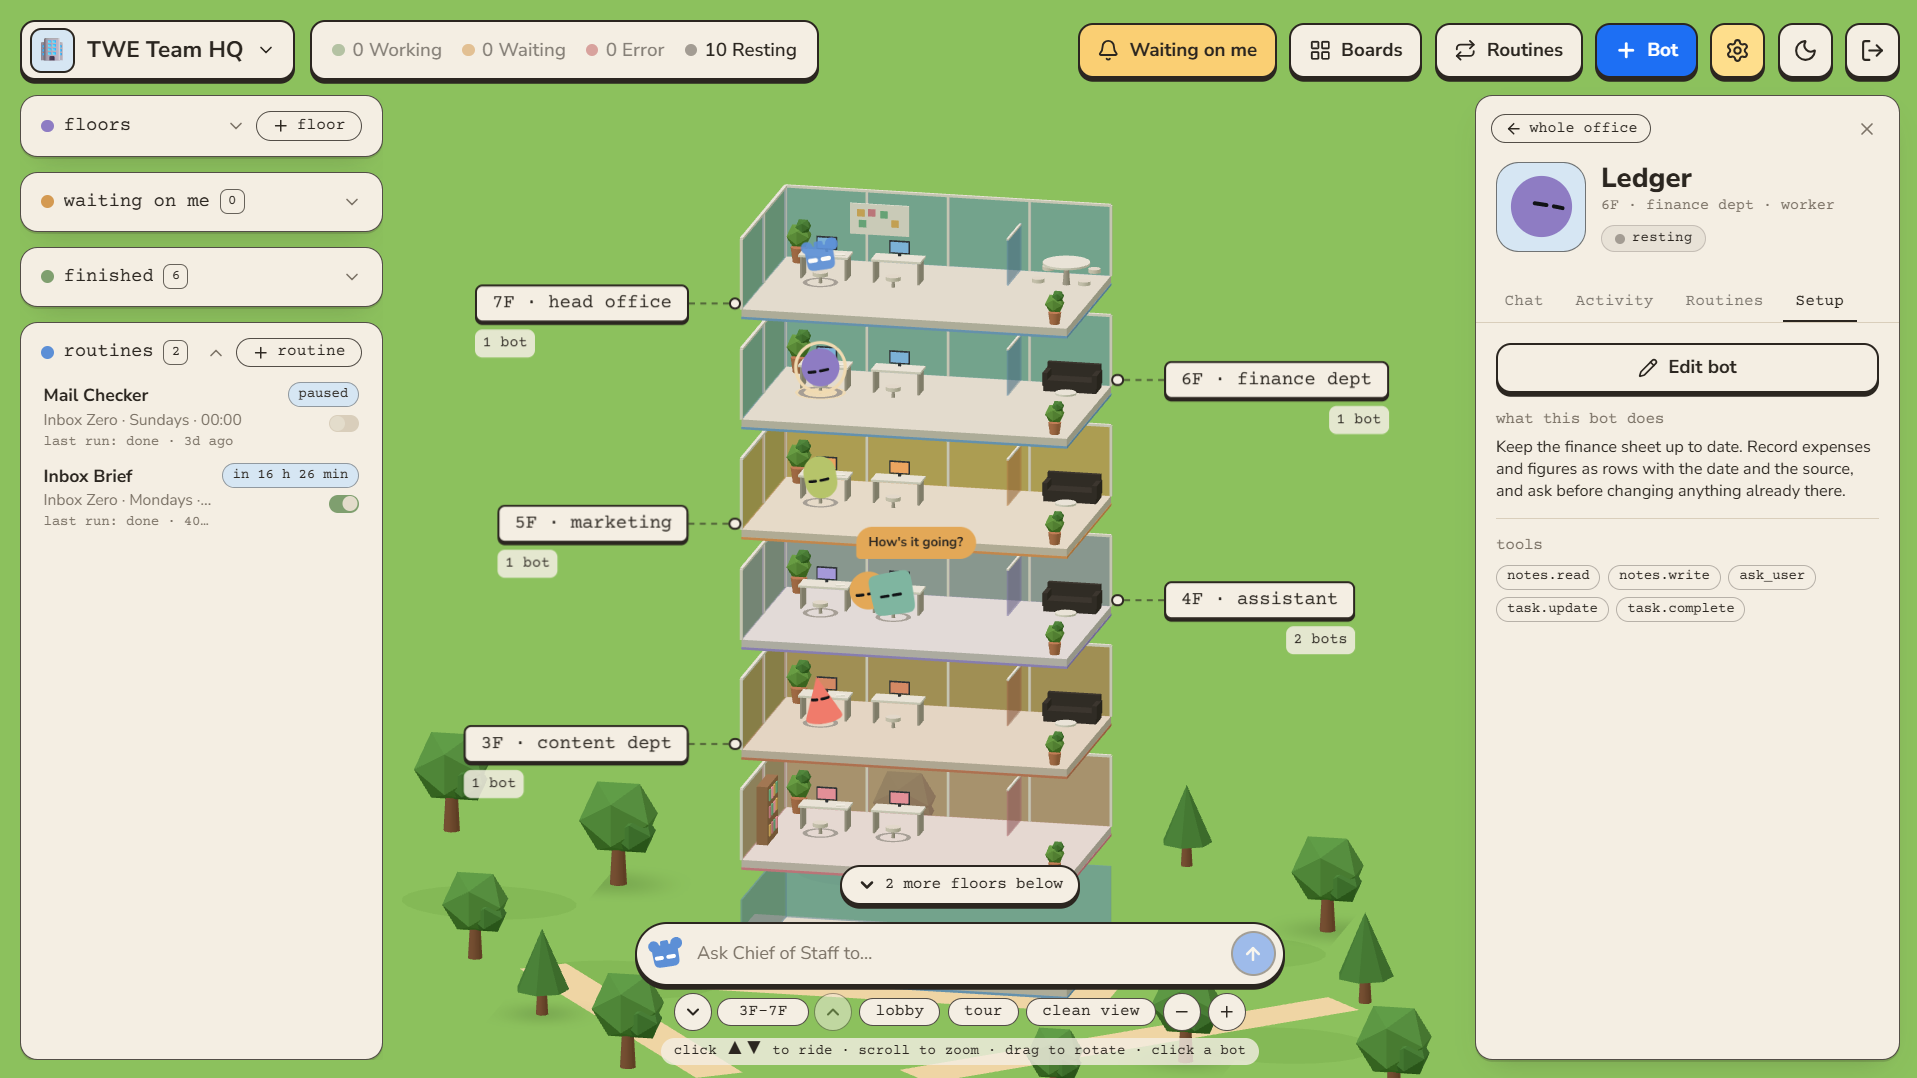 TWE Team HQ
0 Working 0 Waiting 0 Error 10 Resting
Waiting on me
Boards
Routines
+ Bot
floors
+ floor
waiting on me 0
finished 6
routines 2
+ routine
Mail Checker
paused
Inbox Zero · Sundays · 00:00
last run: done · 3d ago
Inbox Brief
in 16 h 26 min
Inbox Zero · Mondays ·…
last run: done · 40…
7F · head office
1 bot
6F · finance dept
1 bot
5F · marketing
1 bot
How's it going?
4F · assistant
2 bots
3F · content dept
1 bot
2 more floors below
Ask Chief of Staff to...
3F–7F
lobby
tour
clean view
− +
click ▲▼ to ride · scroll to zoom · drag to rotate · click a bot
← whole office
Ledger
6F · finance dept · worker
resting
Chat Activity Routines Setup
Edit bot
what this bot does
Keep the finance sheet up to date. Record expenses
and figures as rows with the date and the source,
and ask before changing anything already there.
tools
notes.read notes.write ask_user
task.update task.complete